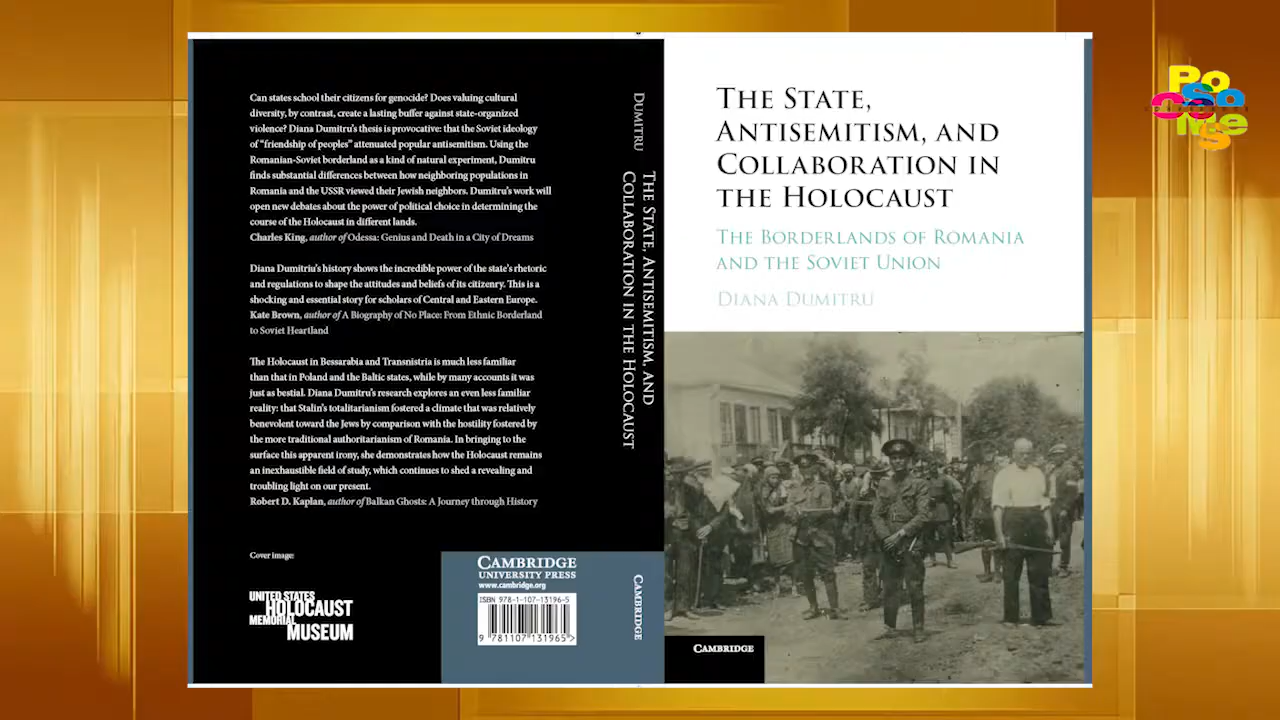 Can states school their citizens for genocide? Does valuing cultural
diversity, by contrast, create a lasting buffer against state-organized
violence? Diana Dumitru's thesis is provocative: that the Soviet ideology
of "friendship of peoples" attenuated popular antisemitism. Using the
Romanian-Soviet borderland as a kind of natural experiment, Dumitru
finds substantial differences between how neighboring populations in
Romania and the USSR viewed their Jewish neighbors. Dumitru's work will
open new debates about the power of political choice in determining the
course of the Holocaust in different lands.
Charles King, author of Odessa: Genius and Death in a City of Dreams
Diana Dumitriu's history shows the incredible power of the state's rhetoric
and regulations to shape the attitudes and beliefs of its citizenry. This is a
shocking and essential story for scholars of Central and Eastern Europe.
Kate Brown, author of A Biography of No Place: From Ethnic Borderland
to Soviet Heartland
The Holocaust in Bessarabia and Transnistria is much less familiar
than that in Poland and the Baltic states, while by many accounts it was
just as bestial. Diana Dumitru's research explores an even less familiar
reality: that Stalin's totalitarianism fostered a climate that was relatively
benevolent toward the Jews by comparison with the hostility fostered by
the more traditional authoritarianism of Romania. In bringing to the
surface this apparent irony, she demonstrates how the Holocaust remains
an inexhaustible field of study, which continues to shed a revealing and
troubling light on our present.
Robert D. Kaplan, author of Balkan Ghosts: A Journey through History
Cover image:
UNITED STATES
HOLOCAUST
MEMORIAL
MUSEUM
CAMBRIDGE
UNIVERSITY PRESS
www.cambridge.org
ISBN 978-1-107-13196-5
9 781107 131965 >
DUMITRU
THE STATE, ANTISEMITISM, AND
COLLABORATION IN THE HOLOCAUST
CAMBRIDGE
THE STATE,
ANTISEMITISM, AND
COLLABORATION IN
THE HOLOCAUST
THE BORDERLANDS OF ROMANIA
AND THE SOVIET UNION
DIANA DUMITRU
CAMBRIDGE